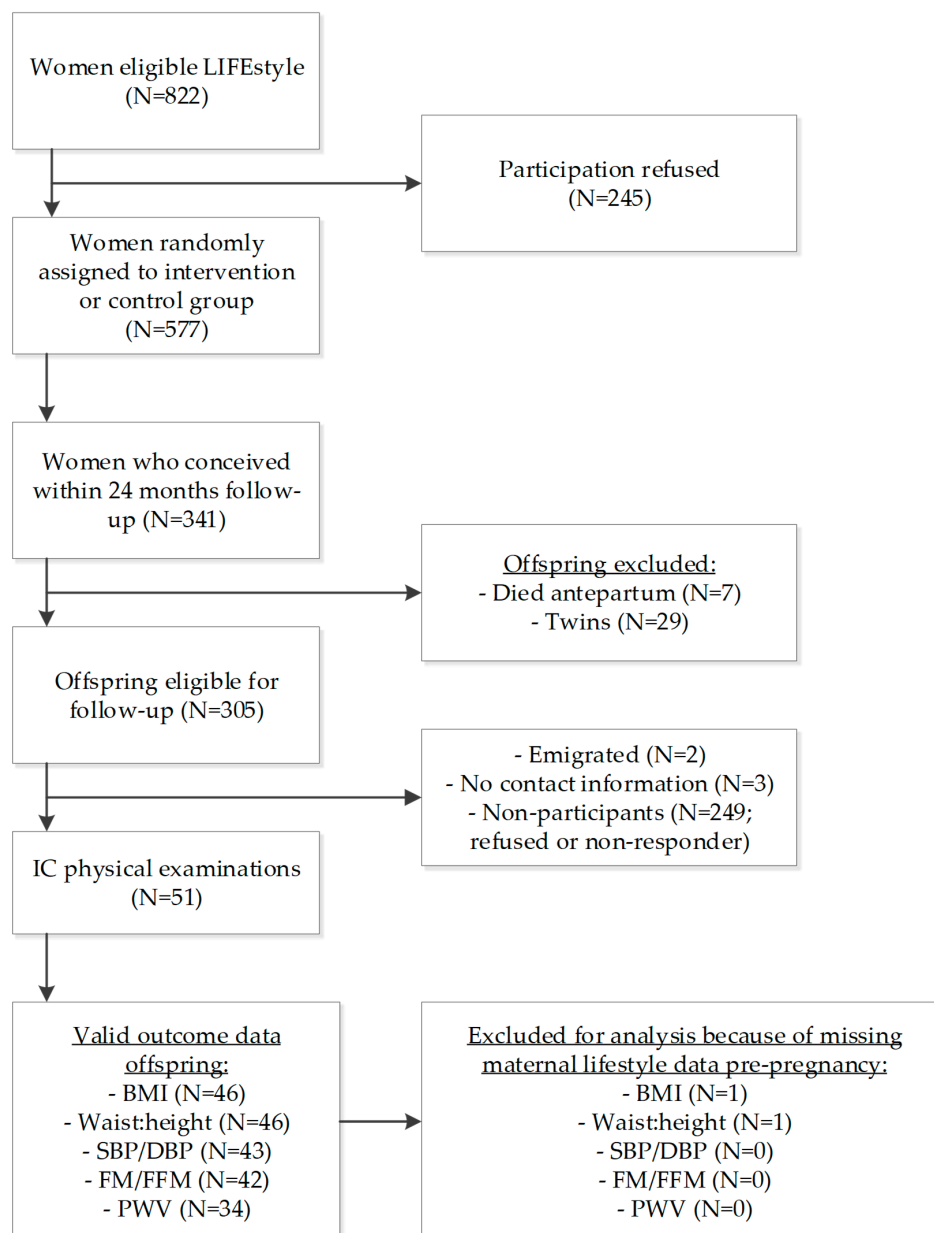 Women eligible LIFEstyle
(N=822)
Participation refused
(N=245)
Women randomly
assigned to intervention
or control group
(N=577)
Women who conceived
within 24 months follow-
up (N=341)
Offspring excluded:
- Died antepartum (N=7)
- Twins (N=29)
Offspring eligible for
follow-up (N=305)
- Emigrated (N=2)
- No contact information (N=3)
- Non-participants (N=249;
refused or non-responder)
IC physical examinations
(N=51)
Valid outcome data
offspring:
- BMI (N=46)
- Waist:height (N=46)
- SBP/DBP (N=43)
- FM/FFM (N=42)
- PWV (N=34)
Excluded for analysis because of missing
maternal lifestyle data pre-pregnancy:
- BMI (N=1)
- Waist:height (N=1)
- SBP/DBP (N=0)
- FM/FFM (N=0)
- PWV (N=0)